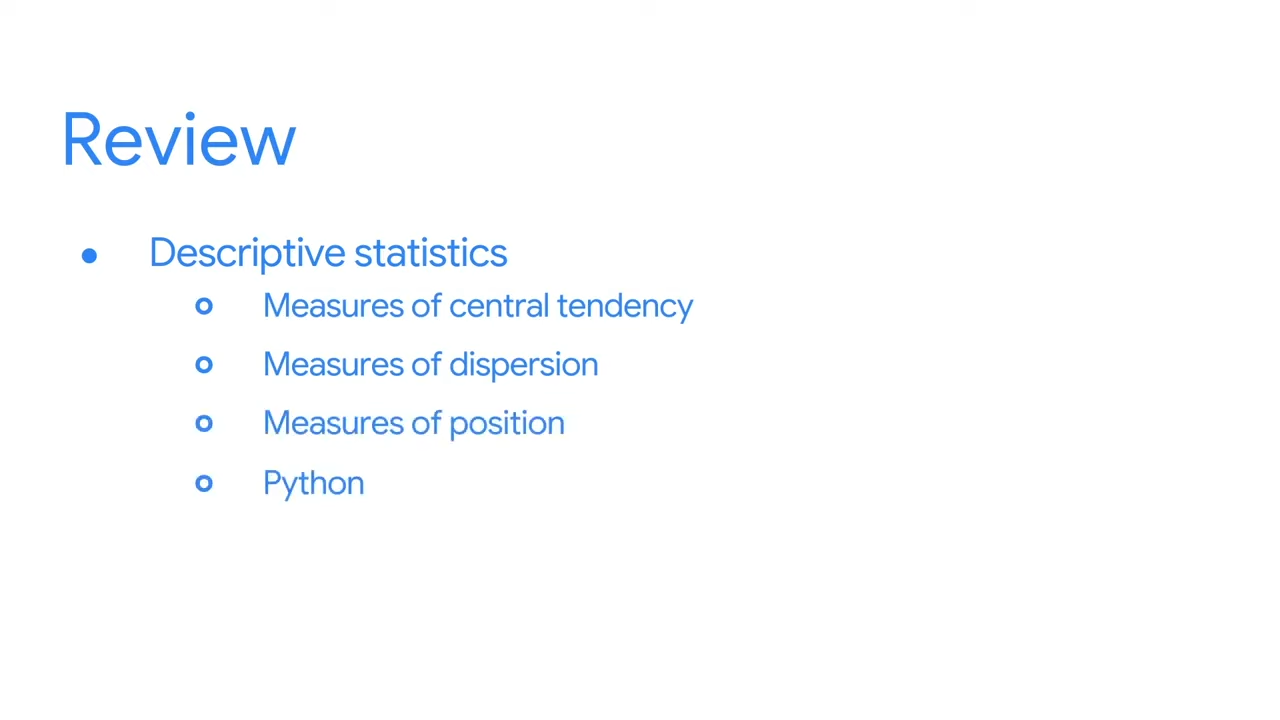 Review
● Descriptive statistics
○ Measures of central tendency
○ Measures of dispersion
○ Measures of position
○ Python